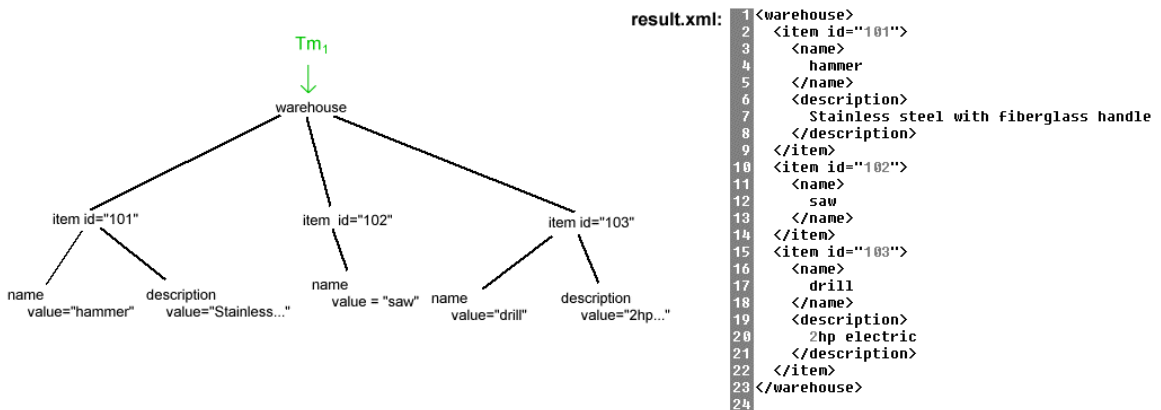 Tm1
warehouse
item id="101"
item  id="102"
item id="103"
name
value="hammer"
description
value="Stainless..."
name
value = "saw"
name
value="drill"
description
value="2hp..."
result.xml:
1 <warehouse>
2   <item id="101">
3     <name>
4       hammer
5     </name>
6     <description>
7       Stainless steel with fiberglass handle
8     </description>
9   </item>
10   <item id="102">
11     <name>
12       saw
13     </name>
14   </item>
15   <item id="103">
16     <name>
17       drill
18     </name>
19     <description>
20       2hp electric
21     </description>
22   </item>
23 </warehouse>
24